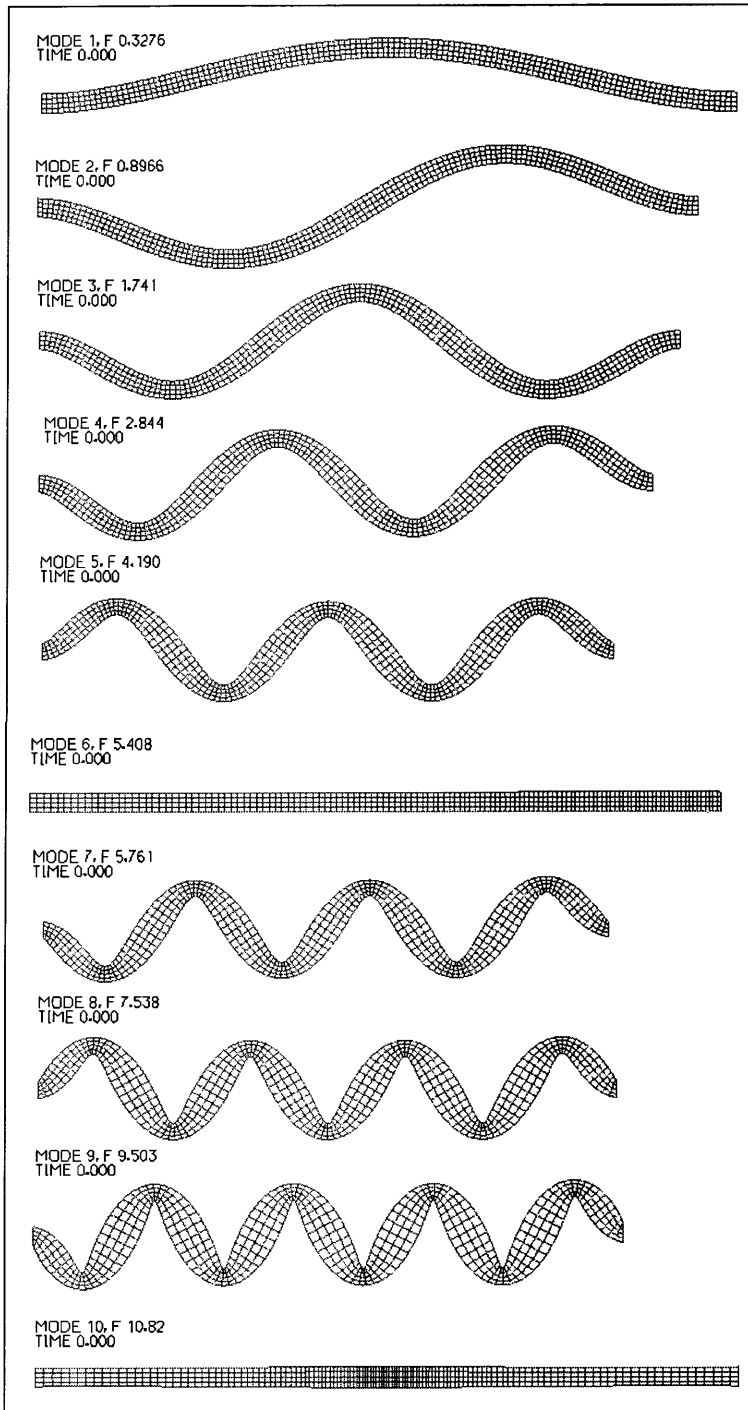 MODE 1, F 0.3276
TIME 0.000
MODE 2, F 0.8966
TIME 0.000
MODE 3, F 1.741
TIME 0.000
MODE 4, F 2.844
TIME 0.000
MODE 5, F 4.190
TIME 0.000
MODE 6, F 5.408
TIME 0.000
MODE 7, F 5.761
TIME 0.000
MODE 8, F 7.538
TIME 0.000
MODE 9, F 9.503
TIME 0.000
MODE 10, F 10.82
TIME 0.000